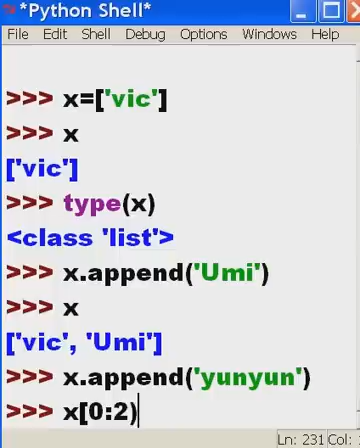 *Python Shell*
File Edit Shell Debug Options Windows Help
>>> x=['vic']
>>> x
['vic']
>>> type(x)
<class 'list'>
>>> x.append('Umi')
>>> x
['vic', 'Umi']
>>> x.append('yunyun')
>>> x[0:2)
Ln: 231 Col: